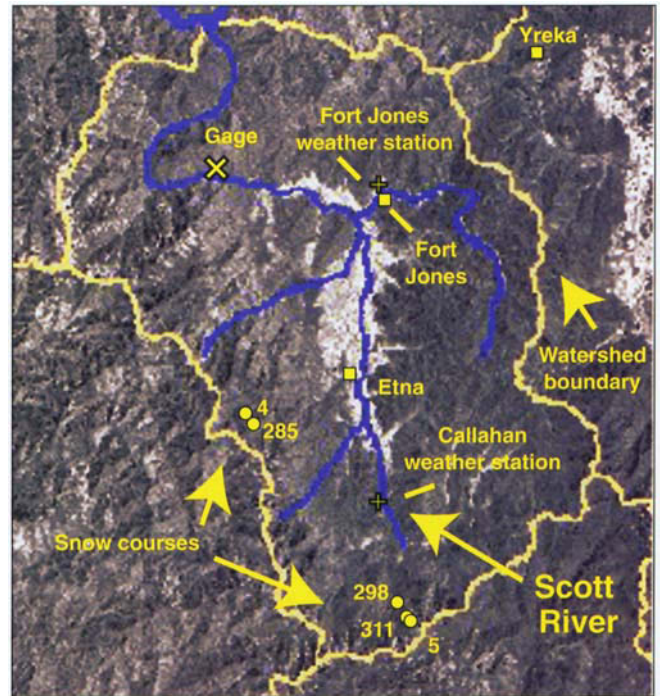 Yreka
Fort Jones
weather station
Gage
Fort
Jones
Watershed
boundary
Etna
4
285
Callahan
weather station
Snow courses
Scott
River
298
311
5